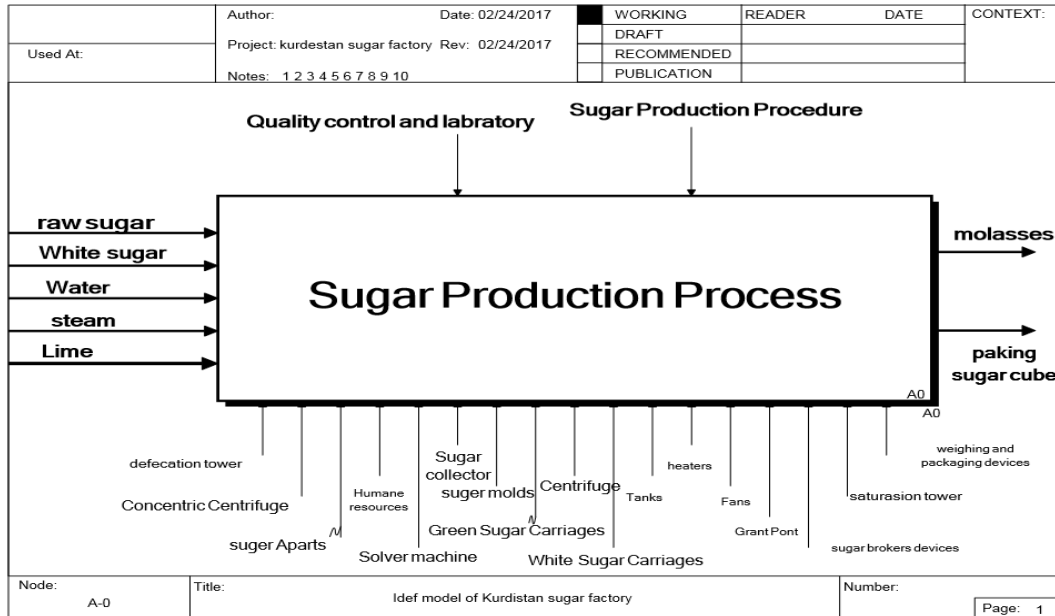 Used At:
Author:
Date: 02/24/2017
Project: kurdestan sugar factory Rev: 02/24/2017
Notes: 1 2 3 4 5 6 7 8 9 10
WORKING
DRAFT
RECOMMENDED
PUBLICATION
READER
DATE
CONTEXT:
Quality control and labratory
Sugar Production Procedure
raw sugar
White sugar
Water
steam
Lime
Sugar Production Process
A0
A0
molasses
paking
sugar cube
defecation tower
Concentric Centrifuge
suger Aparts
Humane
resources
Solver machine
Sugar
collector
suger molds
Green Sugar Carriages
Centrifuge
White Sugar Carriages
Tanks
heaters
Fans
Grant Pont
sugar brokers devices
saturasion tower
weighing and
packaging devices
Node:
A-0
Title:
Idef model of Kurdistan sugar factory
Number:
Page: 1